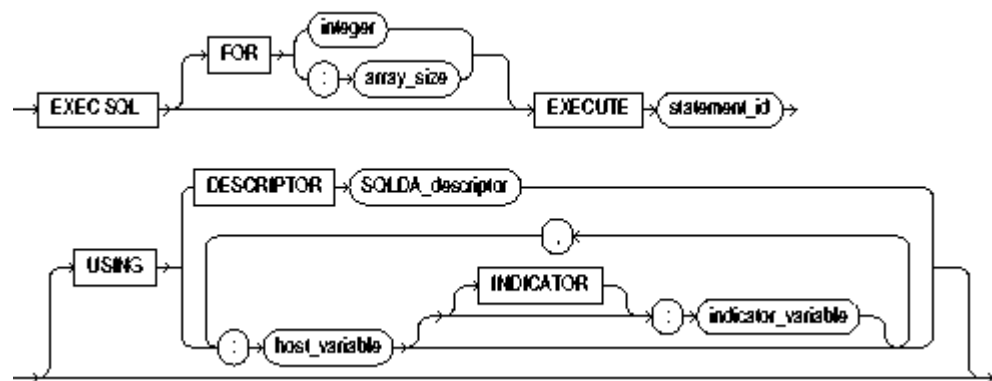 integer
FOR
: array_size
EXEC SQL EXECUTE statement_id
DESCRIPTOR SQLDA_descriptor
,
USING
INDICATOR
: host_variable : indicator_variable